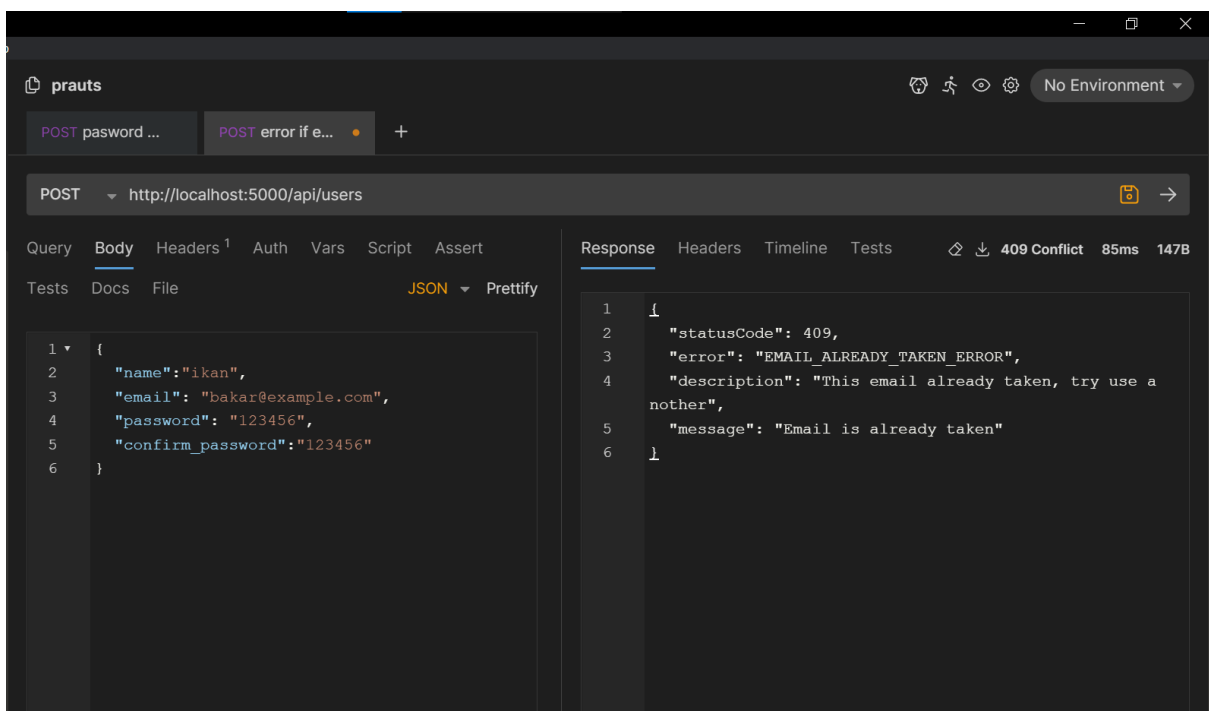 prauts
No Environment
POST pasword ...
POST error if e...
+
POST http://localhost:5000/api/users
Query Body Headers 1 Auth Vars Script Assert
Tests Docs File JSON Prettify
1 {
2 "name":"ikan",
3 "email": "bakar@example.com",
4 "password": "123456",
5 "confirm_password":"123456"
6 }
Response Headers Timeline Tests 409 Conflict 85ms 147B
1 {
2 "statusCode": 409,
3 "error": "EMAIL_ALREADY_TAKEN_ERROR",
4 "description": "This email already taken, try use a
nother",
5 "message": "Email is already taken"
6 }